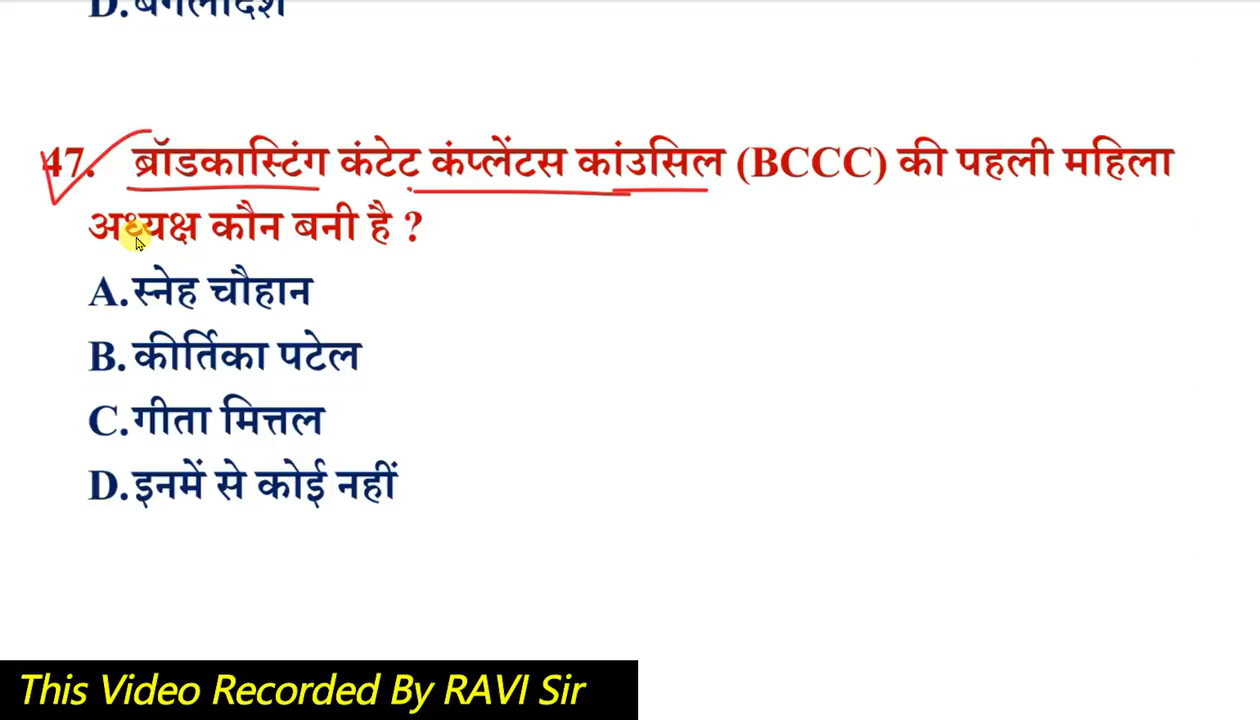 D. बंगलादेश
47. ब्रॉडकास्टिंग कंटेट कंप्लेंटस कांउसिल (BCCC) की पहली महिला
अध्यक्ष कौन बनी है ?
A. स्नेह चौहान
B. कीर्तिका पटेल
C. गीता मित्तल
D. इनमें से कोई नहीं
This Video Recorded By RAVI Sir